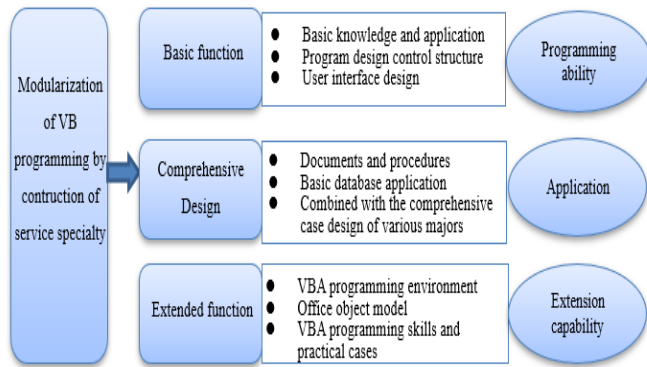 Modularization
of VB
programming by
contruction of
service specialty
Basic function
● Basic knowledge and application
● Program design control structure
● User interface design
Programming
ability
Comprehensive
Design
● Documents and procedures
● Basic database application
● Combined with the comprehensive
case design of various majors
Application
Extended function
● VBA programming environment
● Office object model
● VBA programming skills and
practical cases
Extension
capability